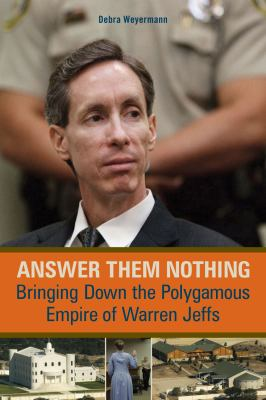 Debra Weyermann
ANSWER THEM NOTHING
Bringing Down the Polygamous
Empire of Warren Jeffs